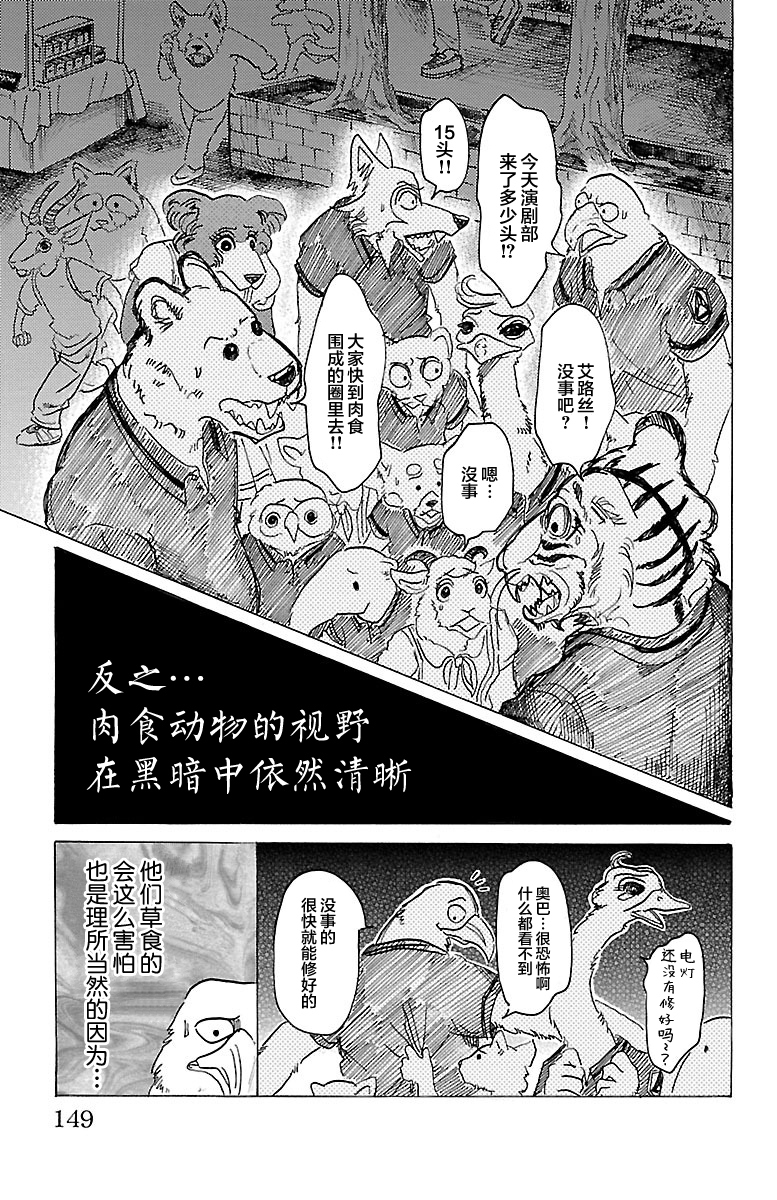 今天演剧部
来了多少头!?
15
头!!
艾路丝！
没事吧？
大家快到肉食
围成的圈里去!!
嗯…
沒事
反之…
肉食动物的视野
在黑暗中依然清晰
电灯
还没有修好吗~？
奥巴…很恐怖啊
什么都看不到
没事的
很快就能修好的
他们草食的
会这么害怕
也是理所当然的因为…
149